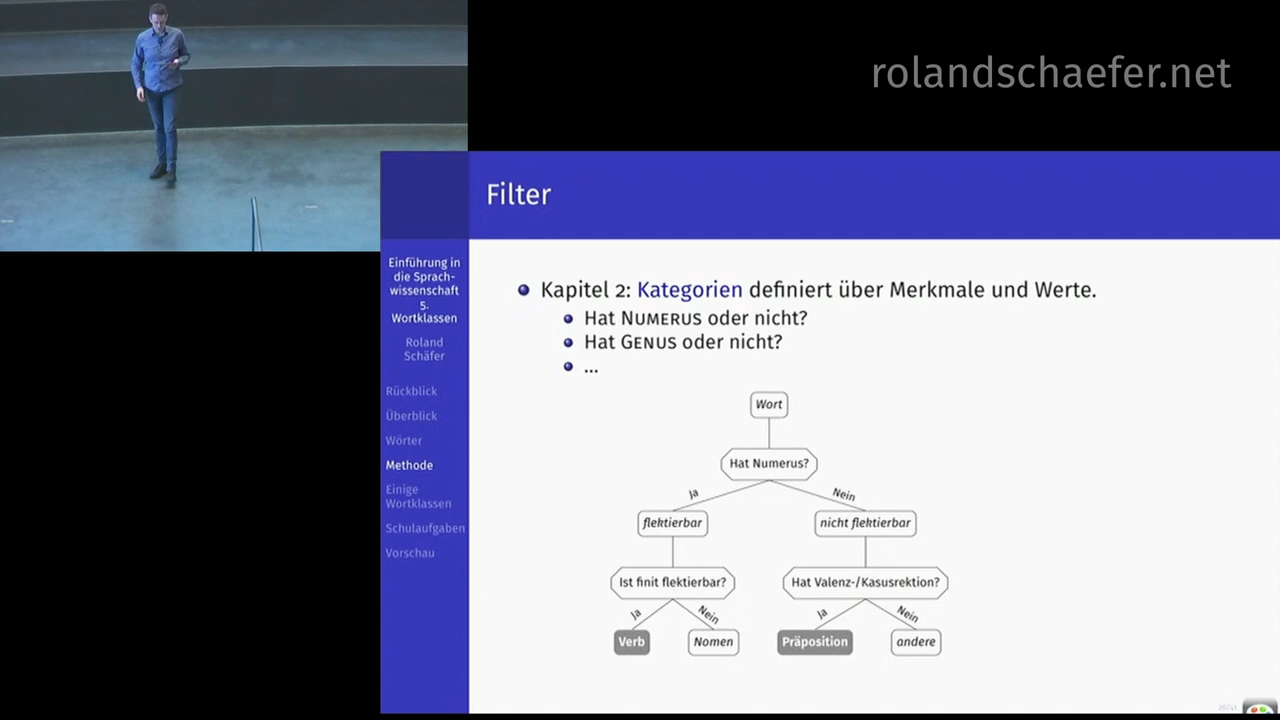 rolandschaefer.net
Filter
Einführung in
die Sprach-
wissenschaft
5.
Wortklassen
Roland
Schäfer
Rückblick
Überblick
Wörter
Methode
Einige
Wortklassen
Schulaufgaben
Vorschau
Kapitel 2: Kategorien definiert über Merkmale und Werte.
Hat NUMERUS oder nicht?
Hat GENUS oder nicht?
...
Wort
Hat Numerus?
Ja Nein
flektierbar nicht flektierbar
Ist finit flektierbar? Hat Valenz-/Kasusrektion?
Ja Nein Ja Nein
Verb Nomen Präposition andere